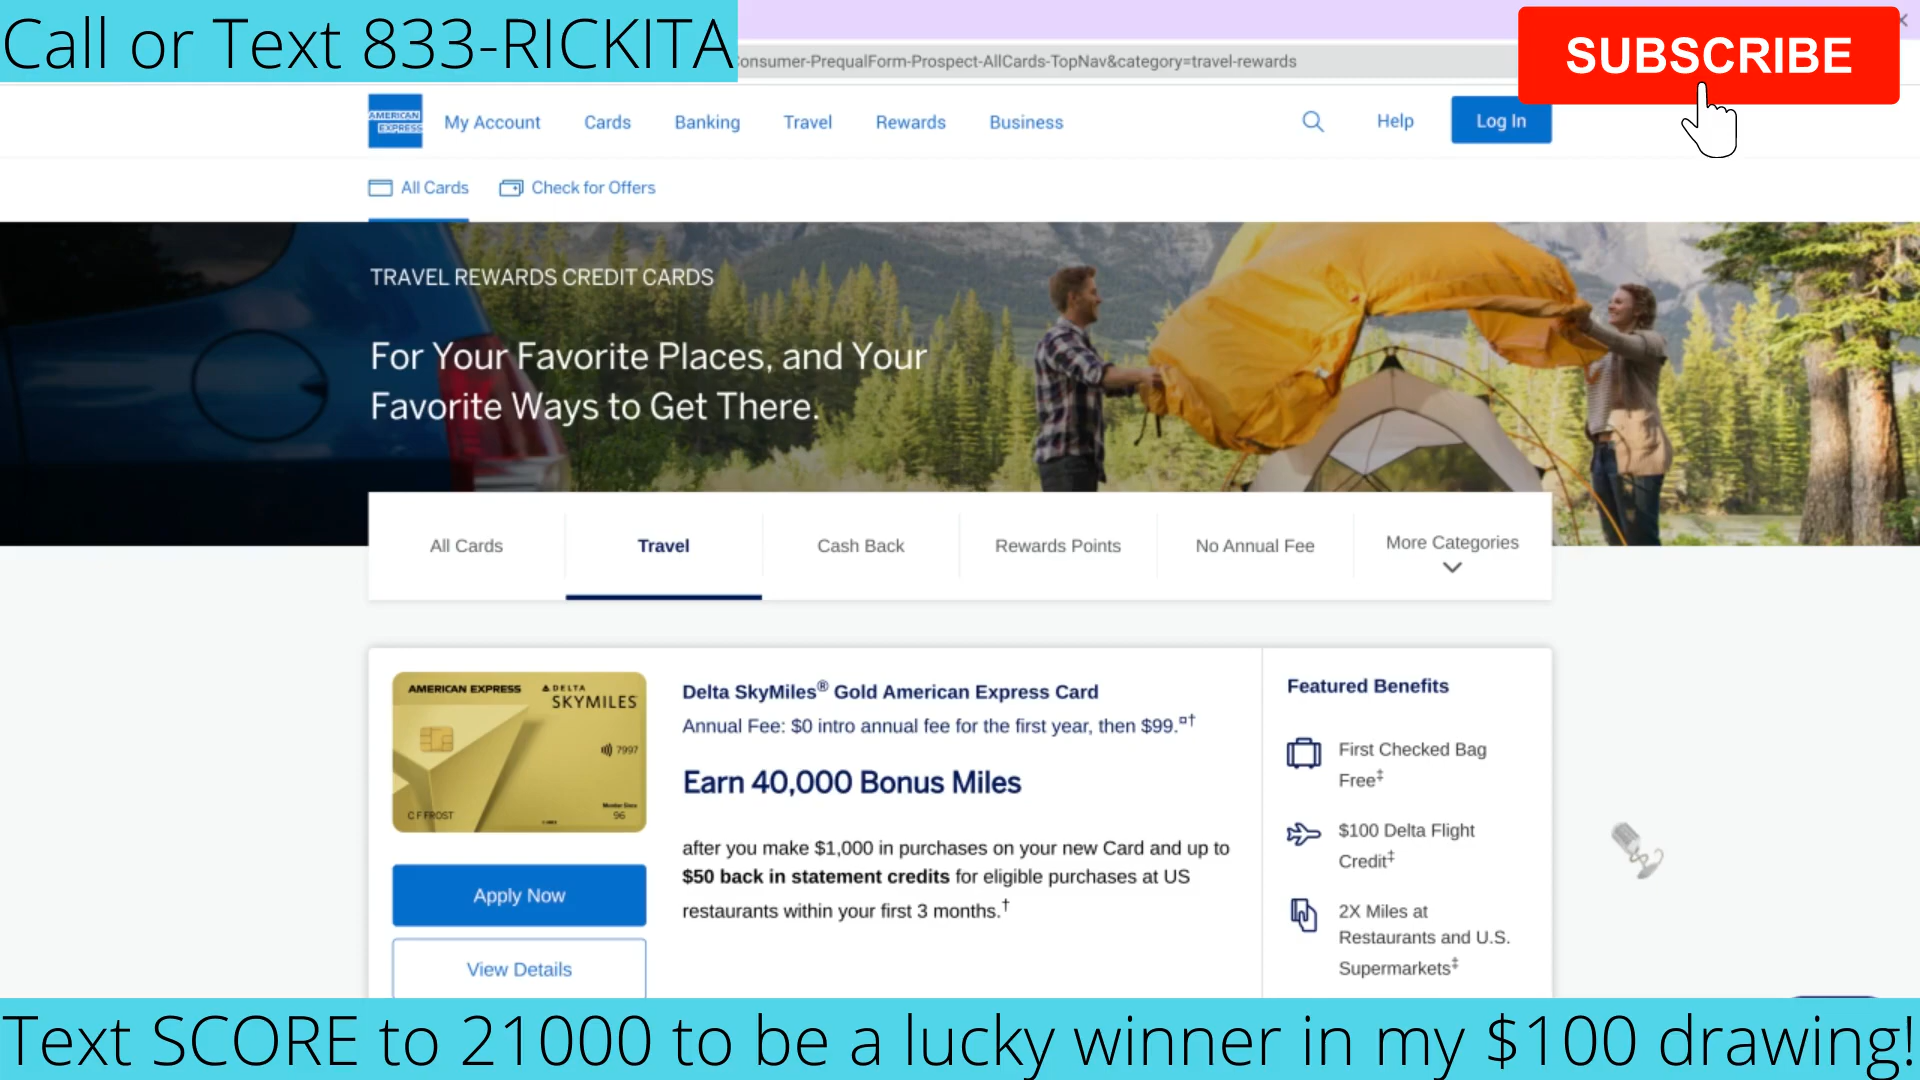 Call or Text 833-RICKITA
onsumer-PrequalForm-Prospect-AllCards-TopNav&category=travel-rewards
SUBSCRIBE
AMERICAN
EXPRESS
My Account Cards Banking Travel Rewards Business Help Log In
All Cards Check for Offers
TRAVEL REWARDS CREDIT CARDS
For Your Favorite Places, and Your
Favorite Ways to Get There.
All Cards Travel Cash Back Rewards Points No Annual Fee More Categories
AMERICAN EXPRESS
DELTA
SKYMILES
7997
Member Since
96
C F FROST
Apply Now
View Details
Delta SkyMiles® Gold American Express Card
Annual Fee: $0 intro annual fee for the first year, then $99.¤†
Earn 40,000 Bonus Miles
after you make $1,000 in purchases on your new Card and up to
$50 back in statement credits for eligible purchases at US
restaurants within your first 3 months.†
Featured Benefits
First Checked Bag
Free‡
$100 Delta Flight
Credit‡
2X Miles at
Restaurants and U.S.
Supermarkets‡
Text SCORE to 21000 to be a lucky winner in my $100 drawing!